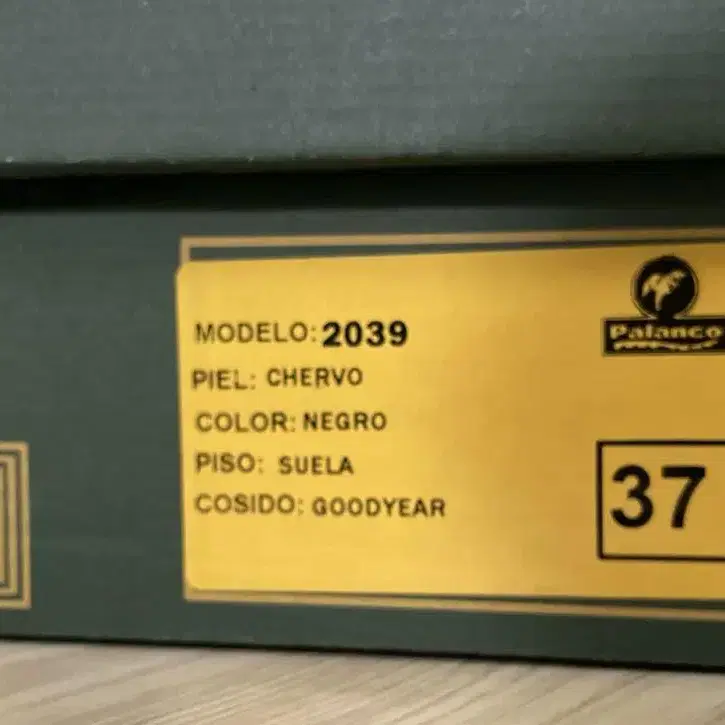 MODELO: 2039
PIEL: CHERVO
COLOR: NEGRO
PISO: SUELA
COSIDO: GOODYEAR
Palanco
37